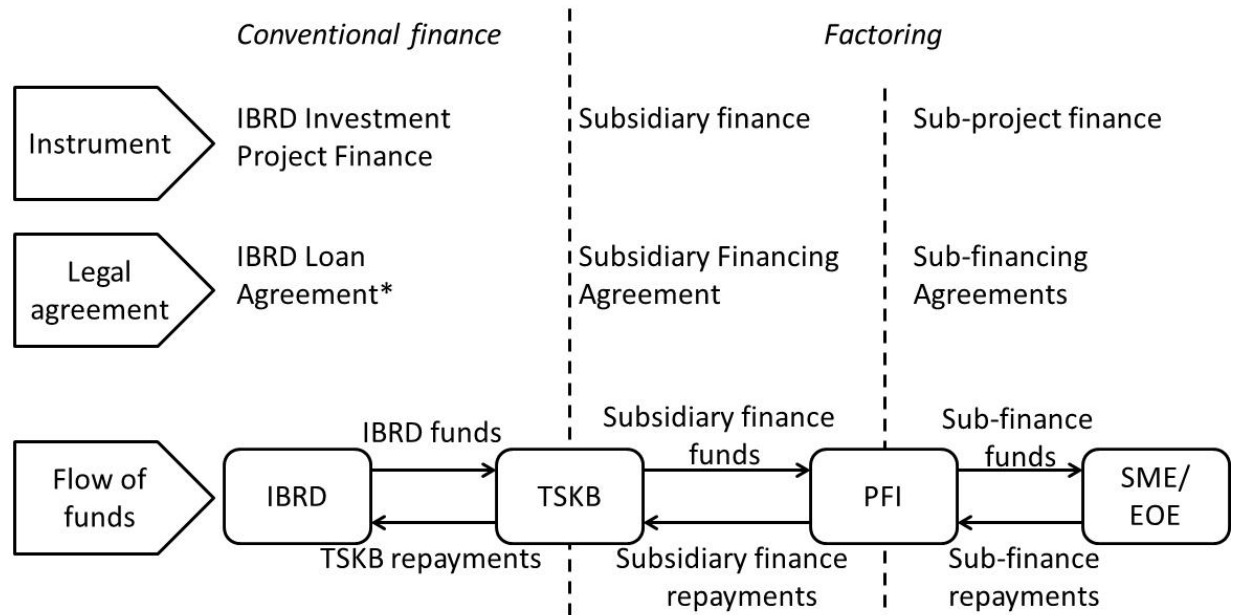 Conventional finance
Factoring
Instrument
IBRD Investment
Project Finance
Subsidiary finance
Sub-project finance
Legal
agreement
IBRD Loan
Agreement*
Subsidiary Financing
Agreement
Sub-financing
Agreements
Flow of
funds
IBRD funds
Subsidiary finance
funds
Sub-finance
funds
IBRD
TSKB
PFI
SME/
EOE
TSKB repayments
Subsidiary finance
repayments
Sub-finance
repayments